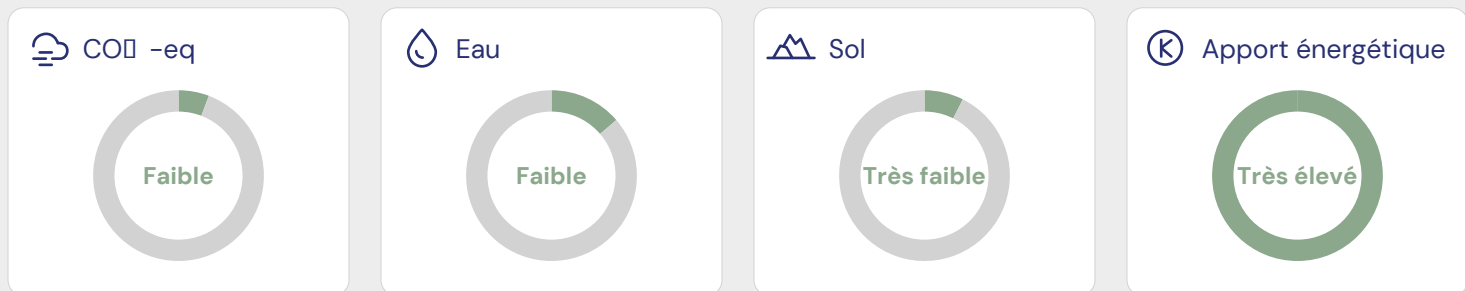 CO▯ -eq
Faible
Eau
Faible
Sol
Très faible
Apport énergétique
Très élevé